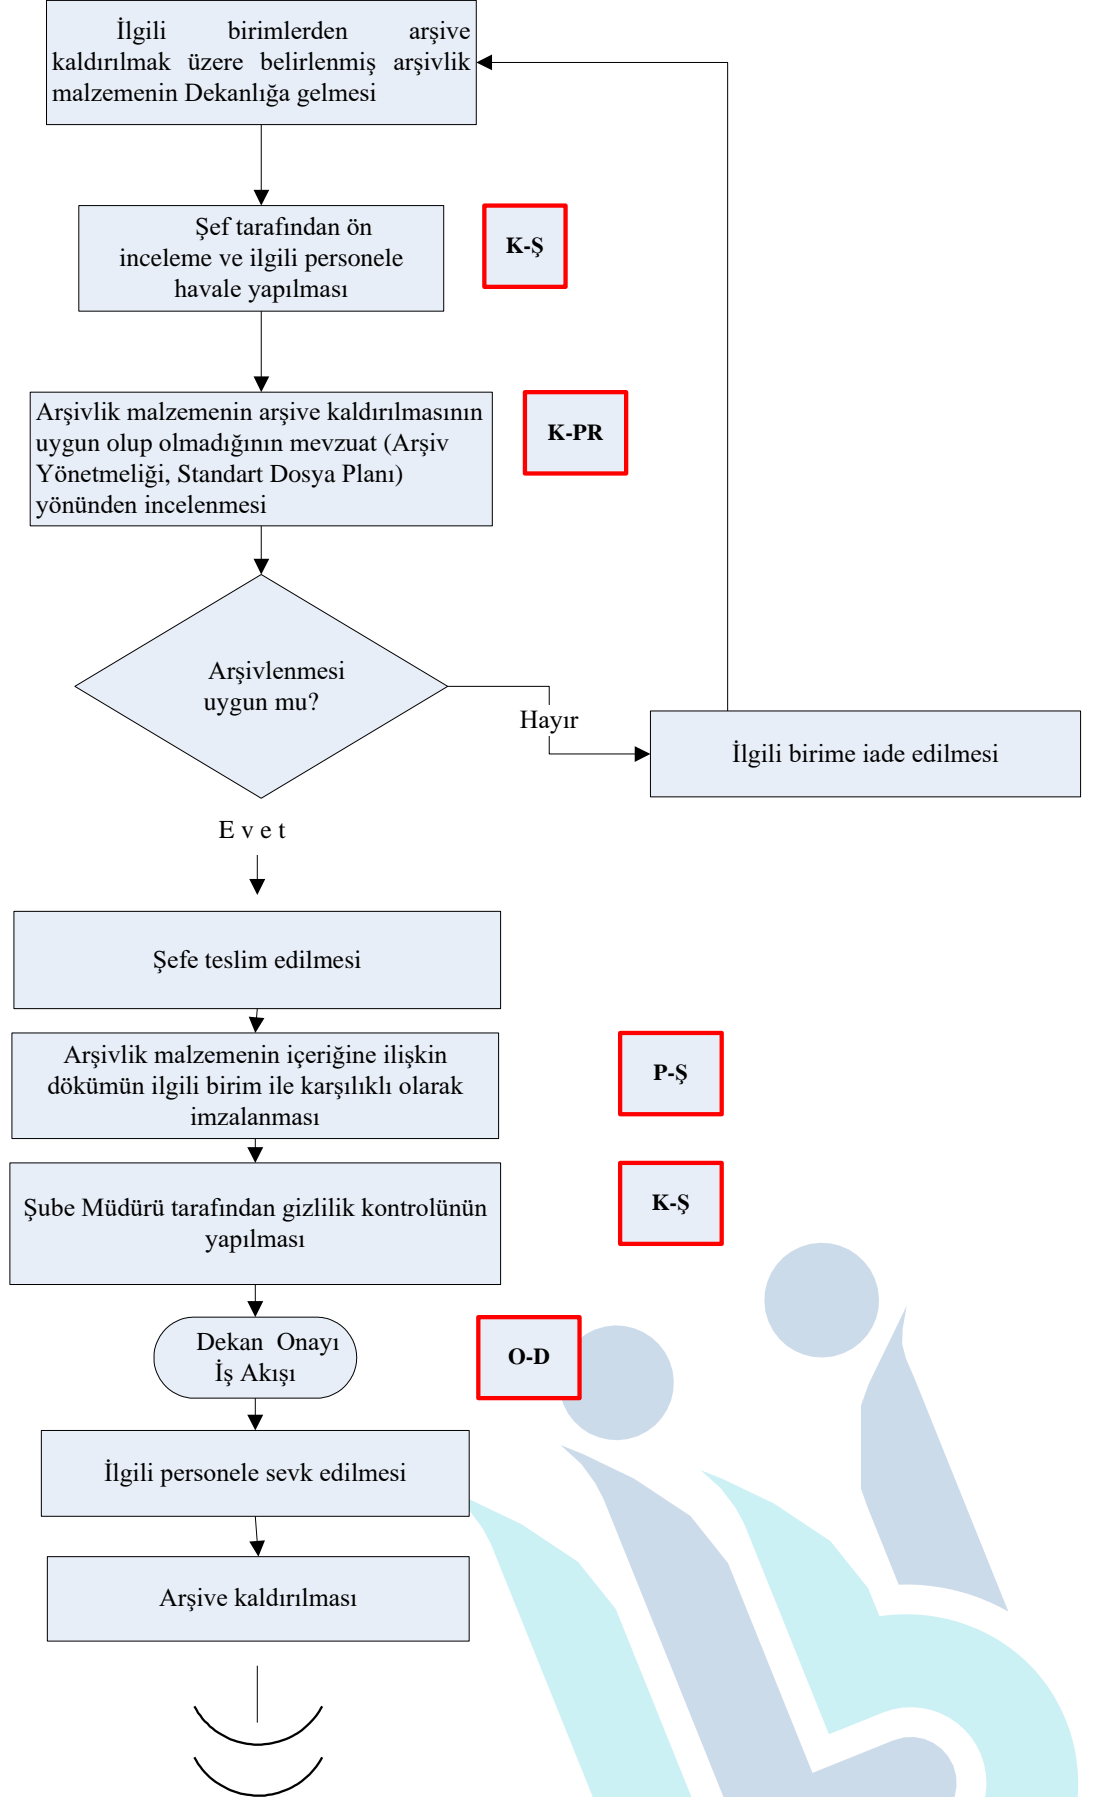 İlgili birimlerden arşive
kaldırılmak üzere belirlenmiş arşivlik
malzemenin Dekanlığa gelmesi
Şef tarafından ön
inceleme ve ilgili personele
havale yapılması
K-Ş
Arşivlik malzemenin arşive kaldırılmasının
uygun olup olmadığının mevzuat (Arşiv
Yönetmeliği, Standart Dosya Planı)
yönünden incelenmesi
K-PR
Arşivlenmesi
uygun mu?
Hayır
İlgili birime iade edilmesi
E v e t
Şefe teslim edilmesi
Arşivlik malzemenin içeriğine ilişkin
dökümün ilgili birim ile karşılıklı olarak
imzalanması
P-Ş
Şube Müdürü tarafından gizlilik kontrolünün
yapılması
K-Ş
Dekan Onayı
İş Akışı
O-D
İlgili personele sevk edilmesi
Arşive kaldırılması